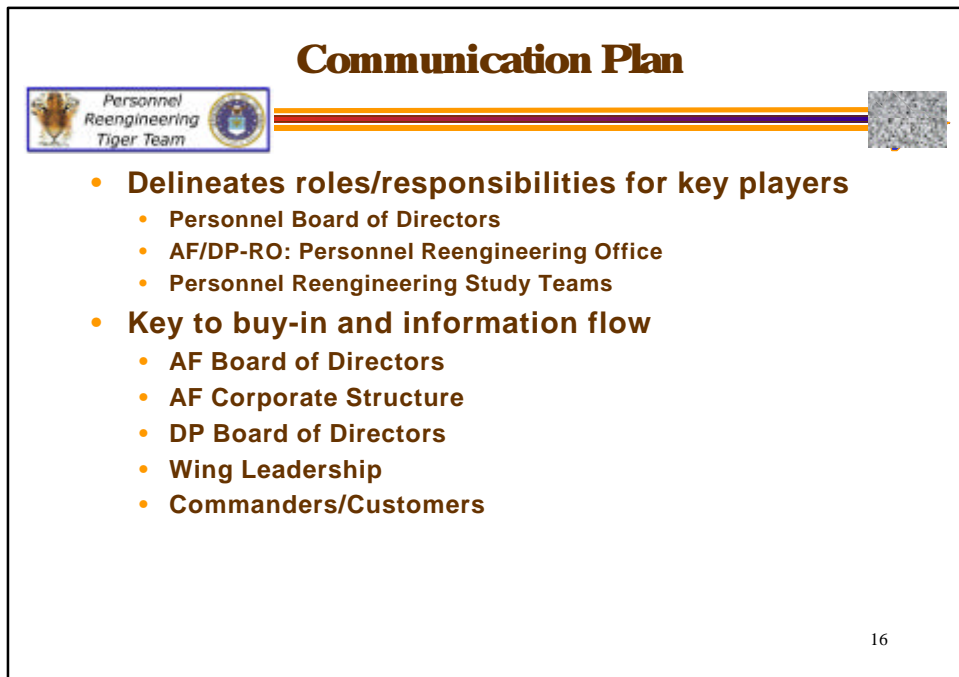 Communication Plan
Personnel
Reengineering
Tiger Team
• Delineates roles/responsibilities for key players
• Personnel Board of Directors
• AF/DP-RO: Personnel Reengineering Office
• Personnel Reengineering Study Teams
• Key to buy-in and information flow
• AF Board of Directors
• AF Corporate Structure
• DP Board of Directors
• Wing Leadership
• Commanders/Customers
16